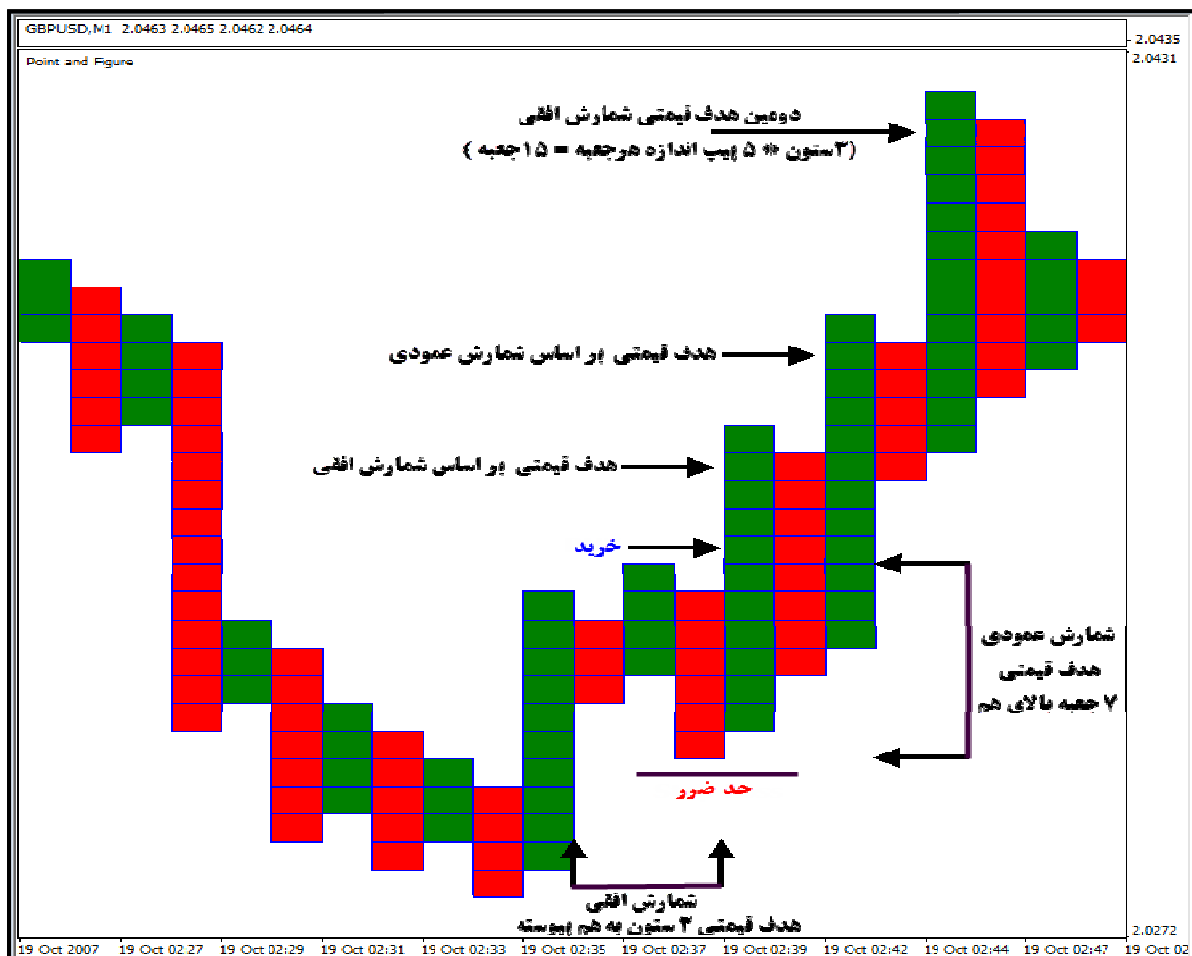 GBPUSD,M1 2.0463 2.0465 2.0462 2.0464
2.0435
2.0431
Point and Figure
دومین هدف قیمتی شمارش افقی
(۳ستون * ۵ پیپ اندازه هرجعبه = ۱۵جعبه )
هدف قیمتی بر اساس شمارش عمودی
هدف قیمتی بر اساس شمارش افقی
خرید
شمارش عمودی
هدف قیمتی
۷ جعبه بالای هم
حد ضرر
شمارش افقی
هدف قیمتی ۳ ستون به هم پیوسته
2.0272
19 Oct 2007 19 Oct 02:27 19 Oct 02:29 19 Oct 02:31 19 Oct 02:33 19 Oct 02:35 19 Oct 02:37 19 Oct 02:39 19 Oct 02:42 19 Oct 02:44 19 Oct 02:47 19 Oct 02